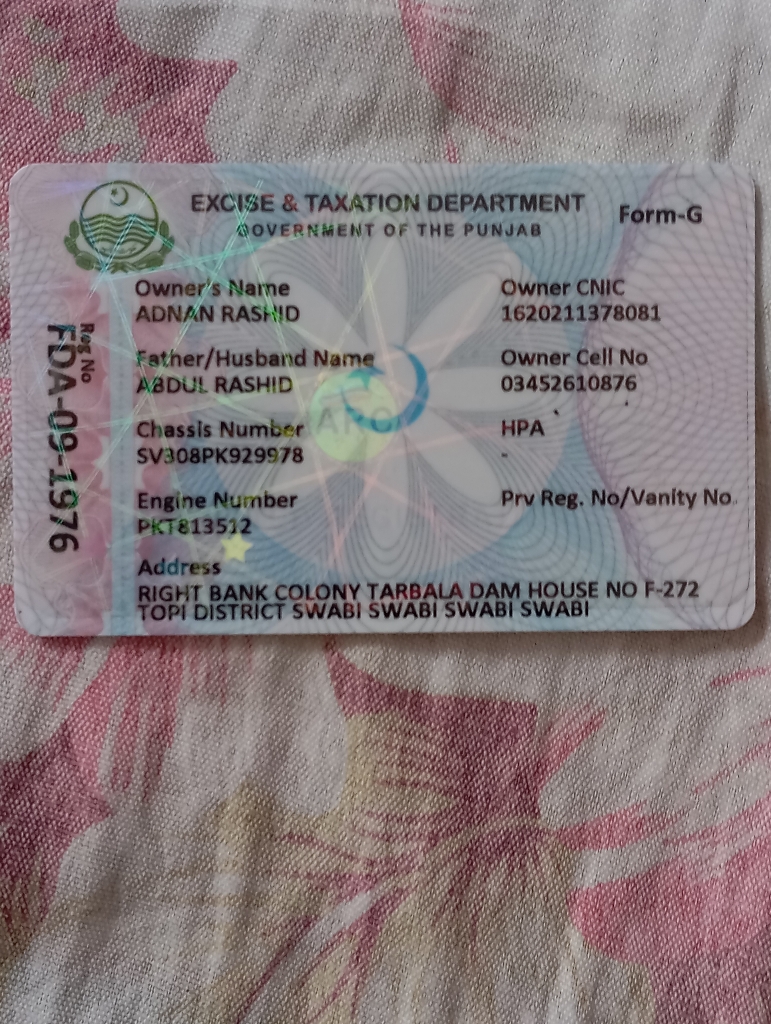 EXCISE & TAXATION DEPARTMENT
GOVERNMENT OF THE PUNJAB
Form-G
Reg No
FDA-09-1976
Owner's Name
ADNAN RASHID
Owner CNIC
1620211378081
Father/Husband Name
ABDUL RASHID
Owner Cell No
03452610876
Chassis Number
SV308PK929978
HPA
-
Engine Number
PKT813512
Prv Reg. No/Vanity No.
Address
RIGHT BANK COLONY TARBALA DAM HOUSE NO F-272
TOPI DISTRICT SWABI SWABI SWABI SWABI